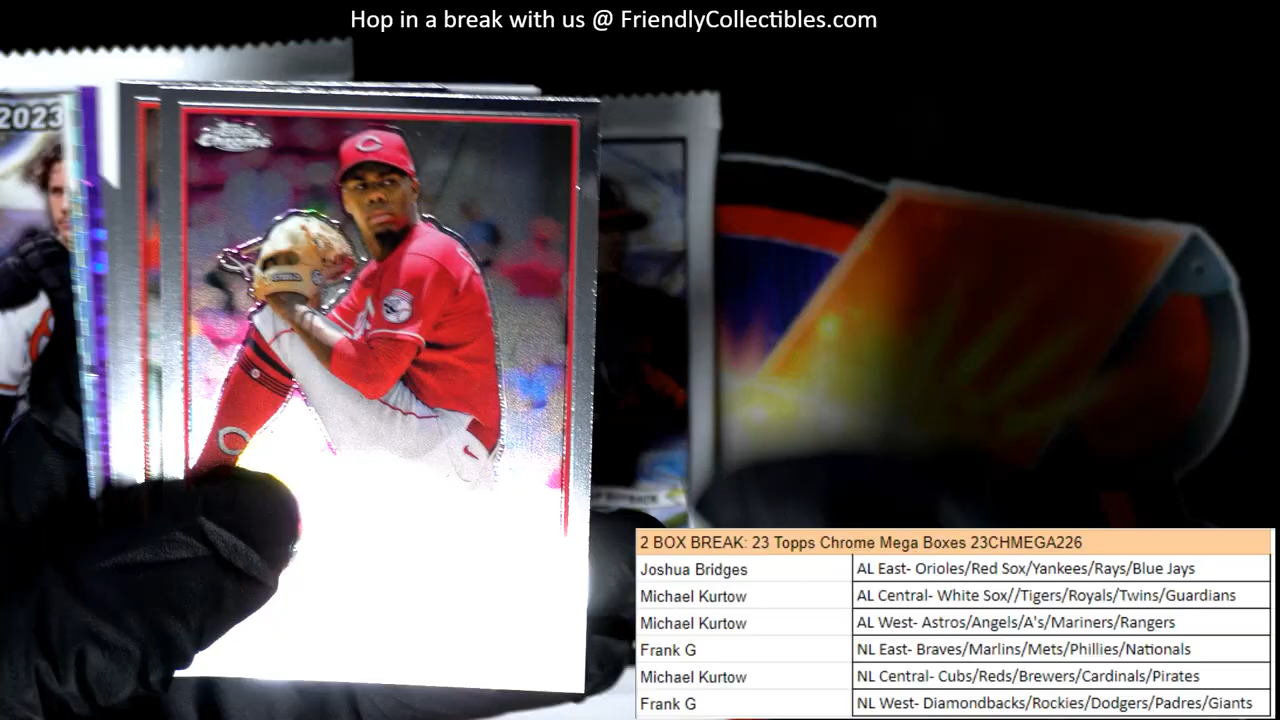 Hop in a break with us @ FriendlyCollectibles.com
2023
Topps
Chrome
2 BOX BREAK: 23 Topps Chrome Mega Boxes 23CHMEGA226
Joshua Bridges AL East- Orioles/Red Sox/Yankees/Rays/Blue Jays
Michael Kurtow AL Central- White Sox//Tigers/Royals/Twins/Guardians
Michael Kurtow AL West- Astros/Angels/A's/Mariners/Rangers
Frank G NL East- Braves/Marlins/Mets/Phillies/Nationals
Michael Kurtow NL Central- Cubs/Reds/Brewers/Cardinals/Pirates
Frank G NL West- Diamondbacks/Rockies/Dodgers/Padres/Giants